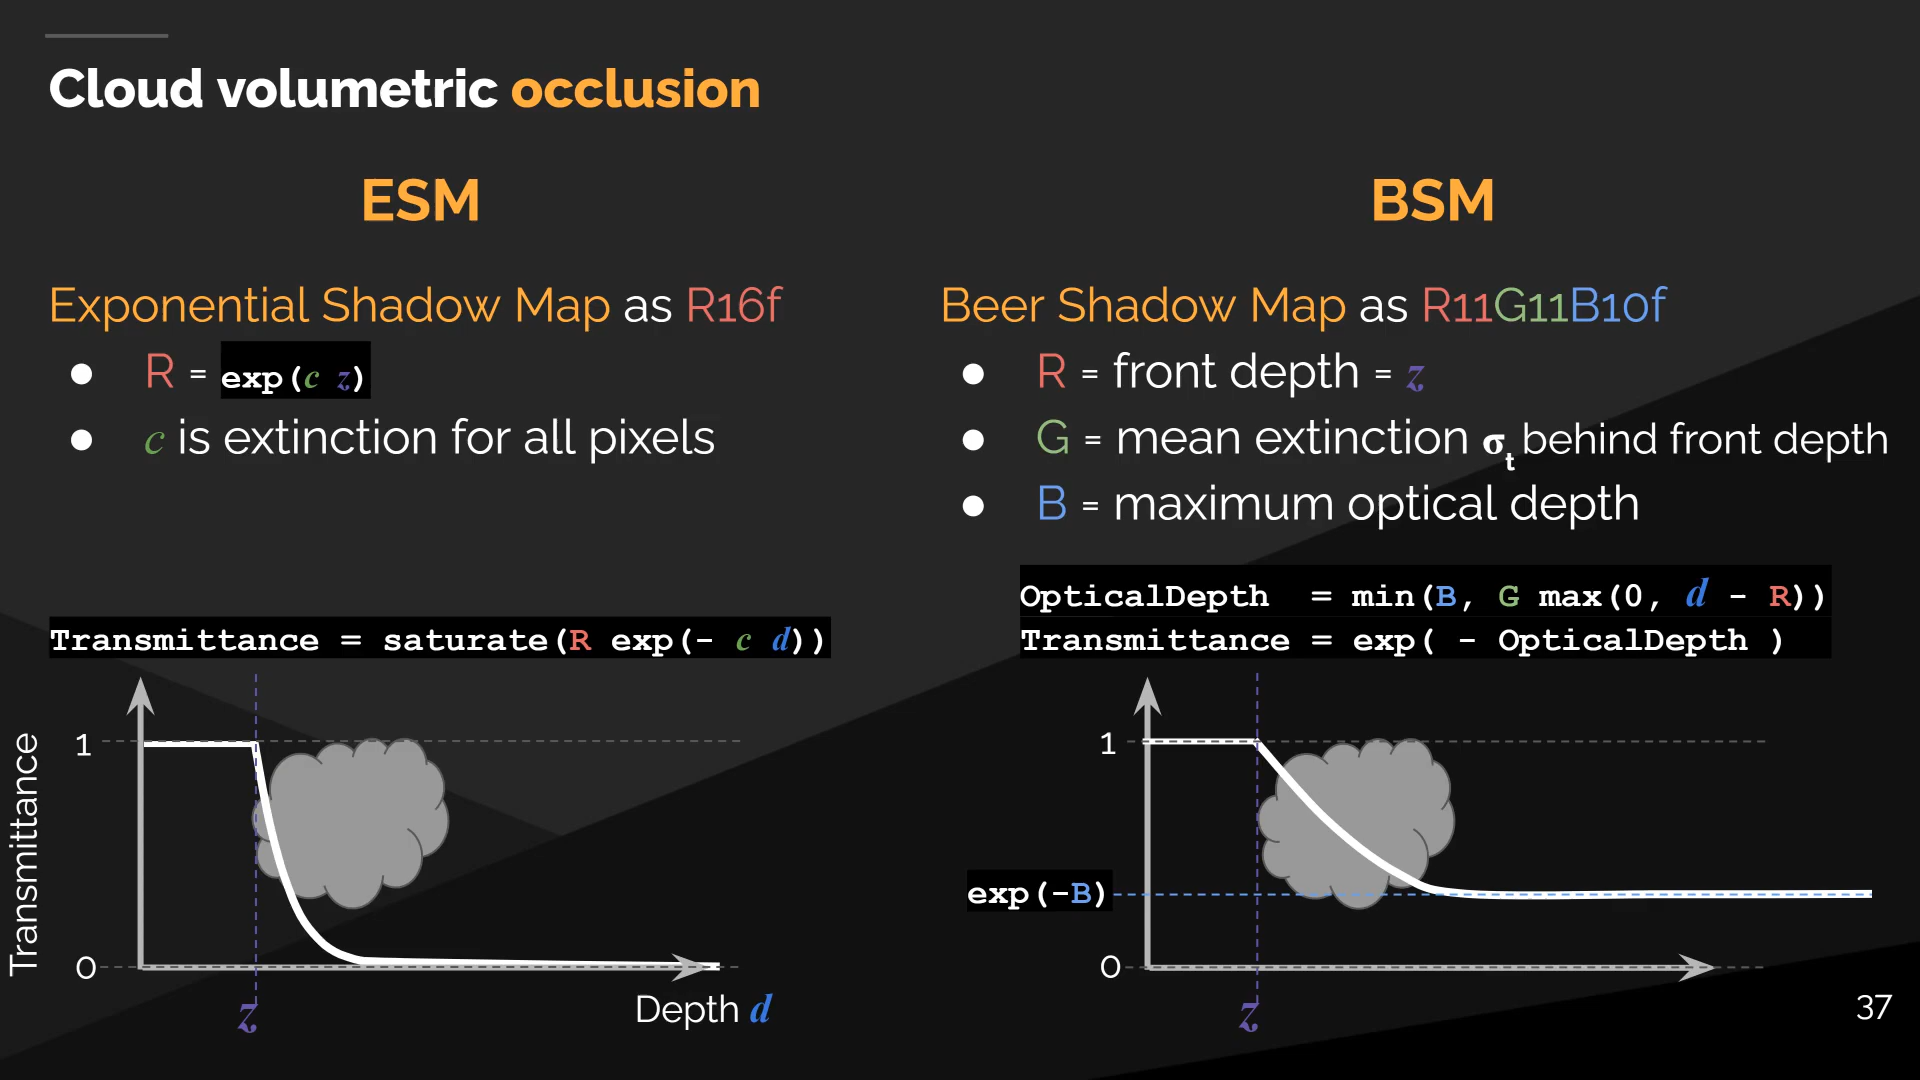 Cloud volumetric occlusion
ESM
Exponential Shadow Map as R16f
● R = exp(c z)
● c is extinction for all pixels
Transmittance = saturate(R exp(- c d))
Transmittance
1
0
z
Depth d
BSM
Beer Shadow Map as R11G11B10f
● R = front depth = z
● G = mean extinction σt behind front depth
● B = maximum optical depth
OpticalDepth = min(B, G max(0, d - R))
Transmittance = exp( - OpticalDepth )
1
exp(-B)
0
z
37